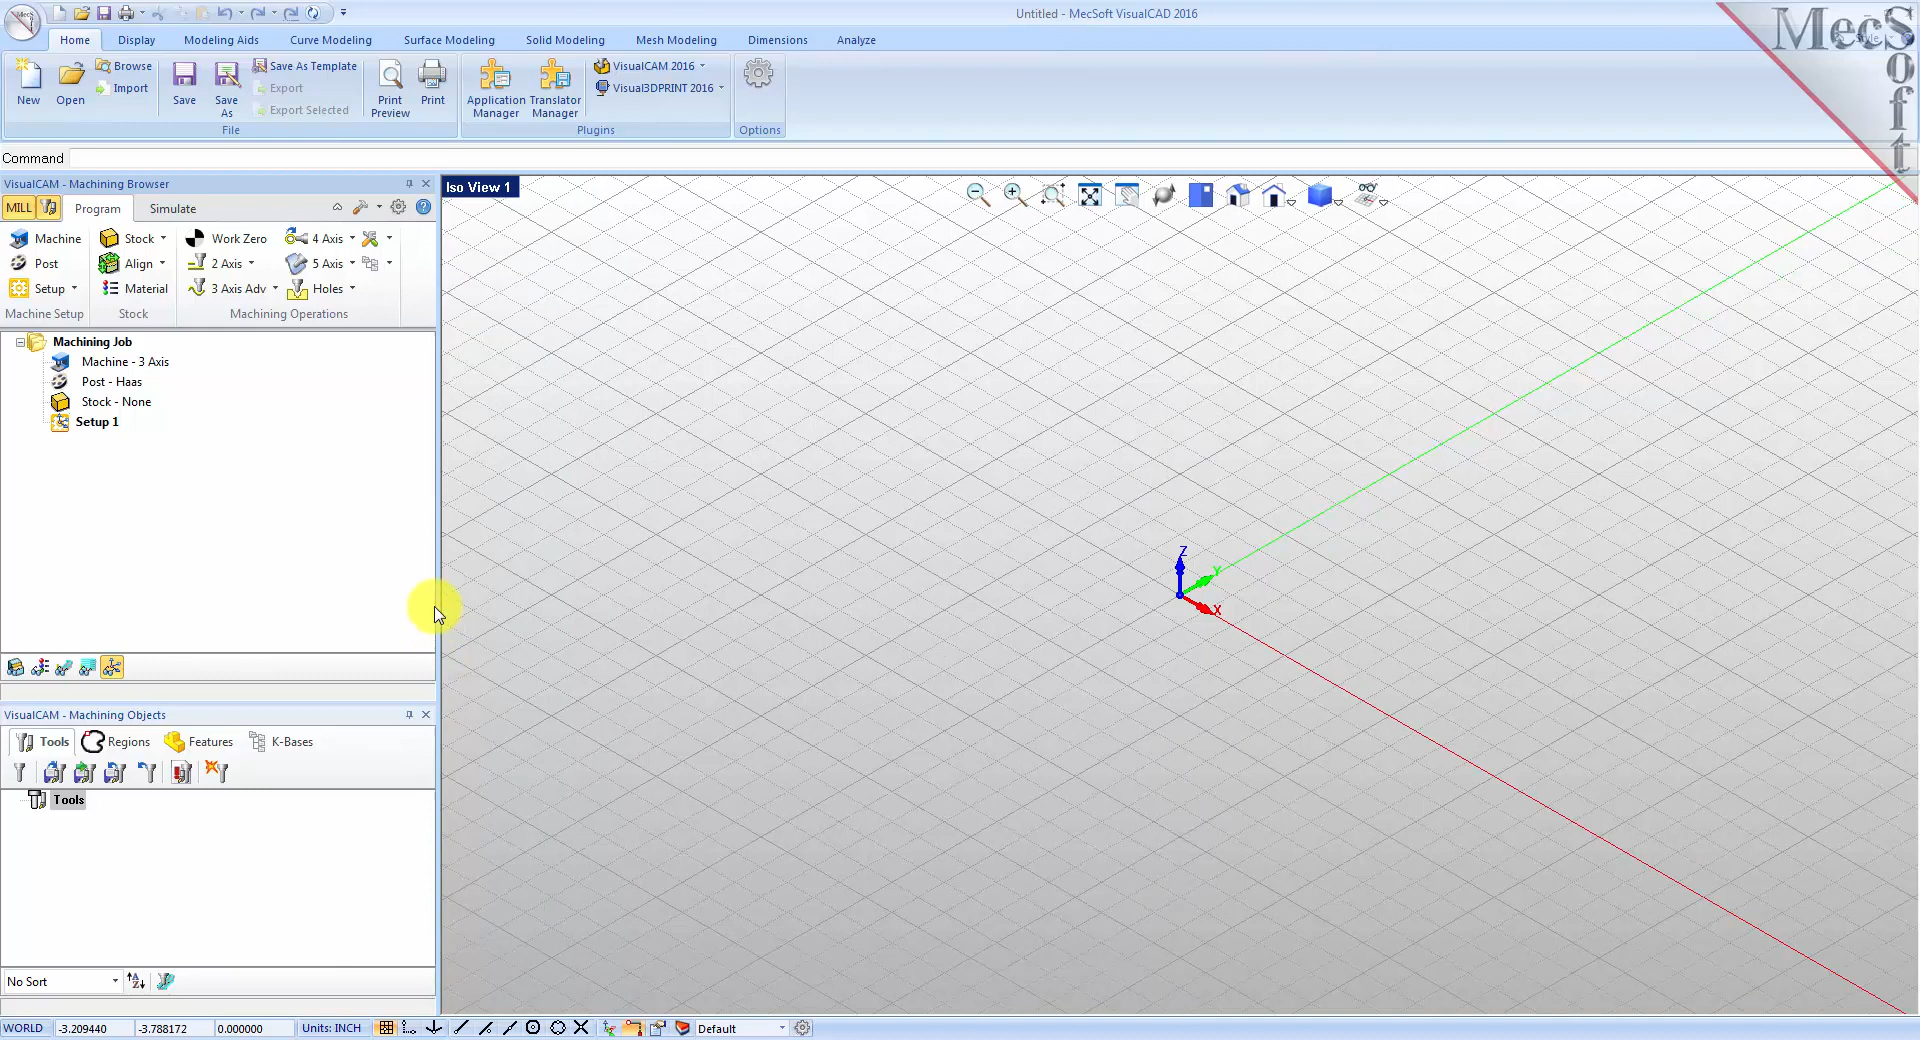 Untitled - MecSoft VisualCAD 2016
MecSoft
Home Display Modeling Aids Curve Modeling Surface Modeling Solid Modeling Mesh Modeling Dimensions Analyze
New Open Browse Import Save Save As Save As Template Export Export Selected Print Preview Print
Application Manager Translator Manager VisualCAM 2016 Visual3DPRINT 2016
File Plugins Options
Command
VisualCAM - Machining Browser
Iso View 1
MILL Program Simulate
Machine Stock Work Zero 4 Axis
Post Align 2 Axis 5 Axis
Setup Material 3 Axis Adv Holes
Machine Setup Stock Machining Operations
Machining Job
Machine - 3 Axis
Post - Haas
Stock - None
Setup 1
Z
Y
X
VisualCAM - Machining Objects
Tools Regions Features K-Bases
Tools
No Sort
WORLD -3.209440 -3.788172 0.000000 Units: INCH Default